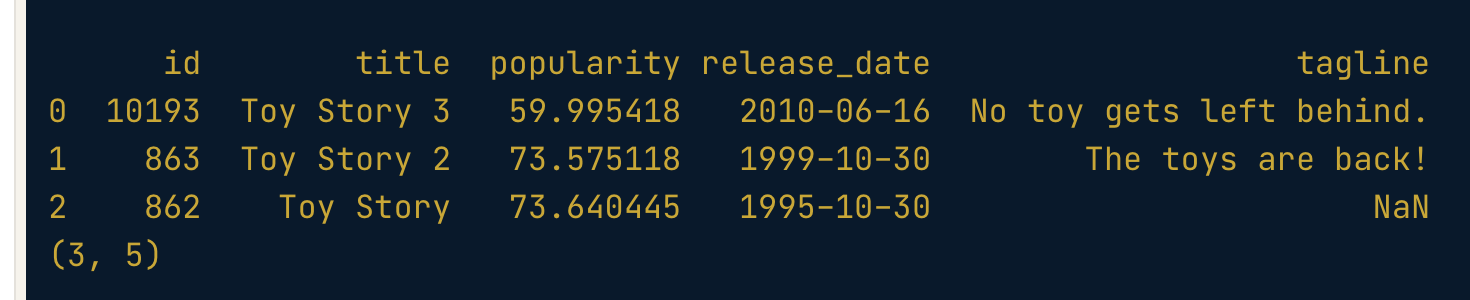 id title popularity release_date tagline
0 10193 Toy Story 3 59.995418 2010-06-16 No toy gets left behind.
1 863 Toy Story 2 73.575118 1999-10-30 The toys are back!
2 862 Toy Story 73.640445 1995-10-30 NaN
(3, 5)